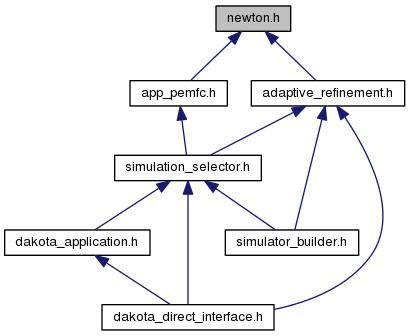 newton.h
app_pemfc.h
adaptive_refinement.h
simulation_selector.h
dakota_application.h
simulator_builder.h
dakota_direct_interface.h